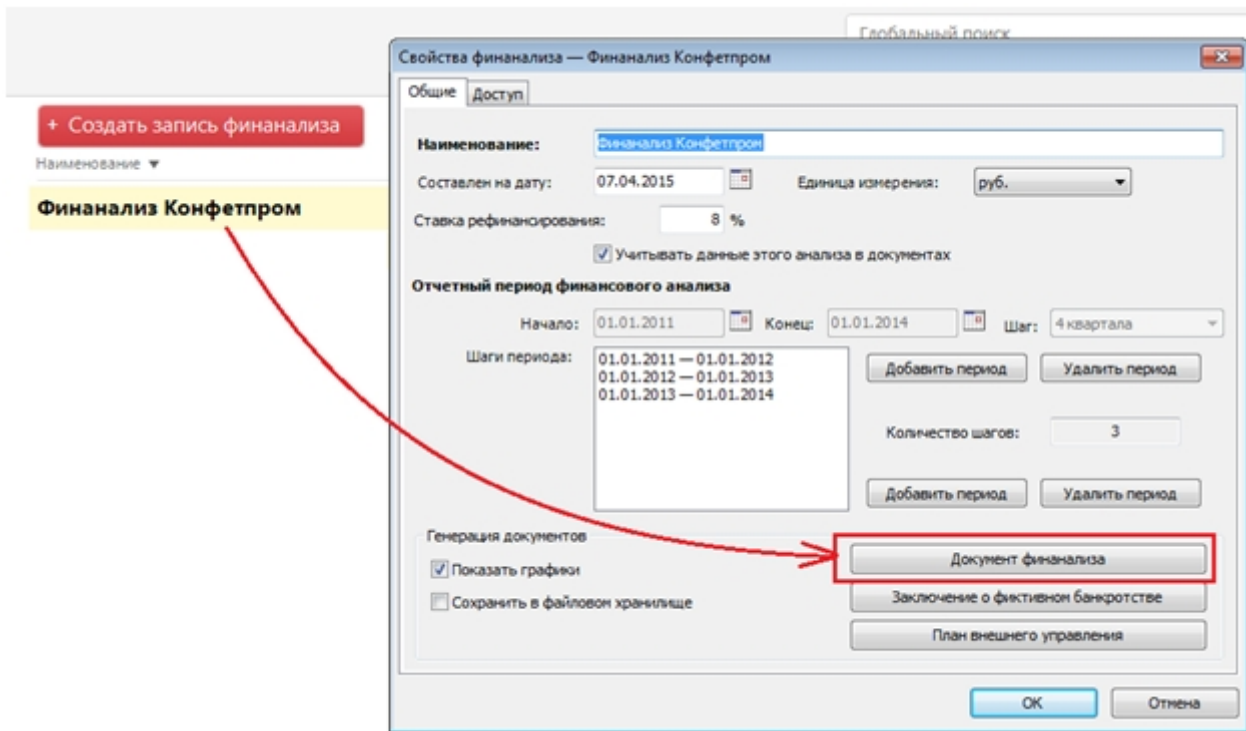 Глобальный поиск
Свойства финанализа — Финанализ Конфетпром
Общие Доступ
+ Создать запись финанализа
Наименование ▼
Финанализ Конфетпром
Наименование: Финанализ Конфетпром
Составлен на дату: 07.04.2015 Единица измерения: руб.
Ставка рефинансирования: 8 %
Учитывать данные этого анализа в документах
Отчетный период финансового анализа
Начало: 01.01.2011 Конец: 01.01.2014 Шаг: 4 квартала
Шаги периода:
01.01.2011 — 01.01.2012
01.01.2012 — 01.01.2013
01.01.2013 — 01.01.2014
Добавить период Удалить период
Количество шагов: 3
Добавить период Удалить период
Генерация документов
Показать графики
Сохранить в файловом хранилище
Документ финанализа
Заключение о фиктивном банкротстве
План внешнего управления
OK Отмена